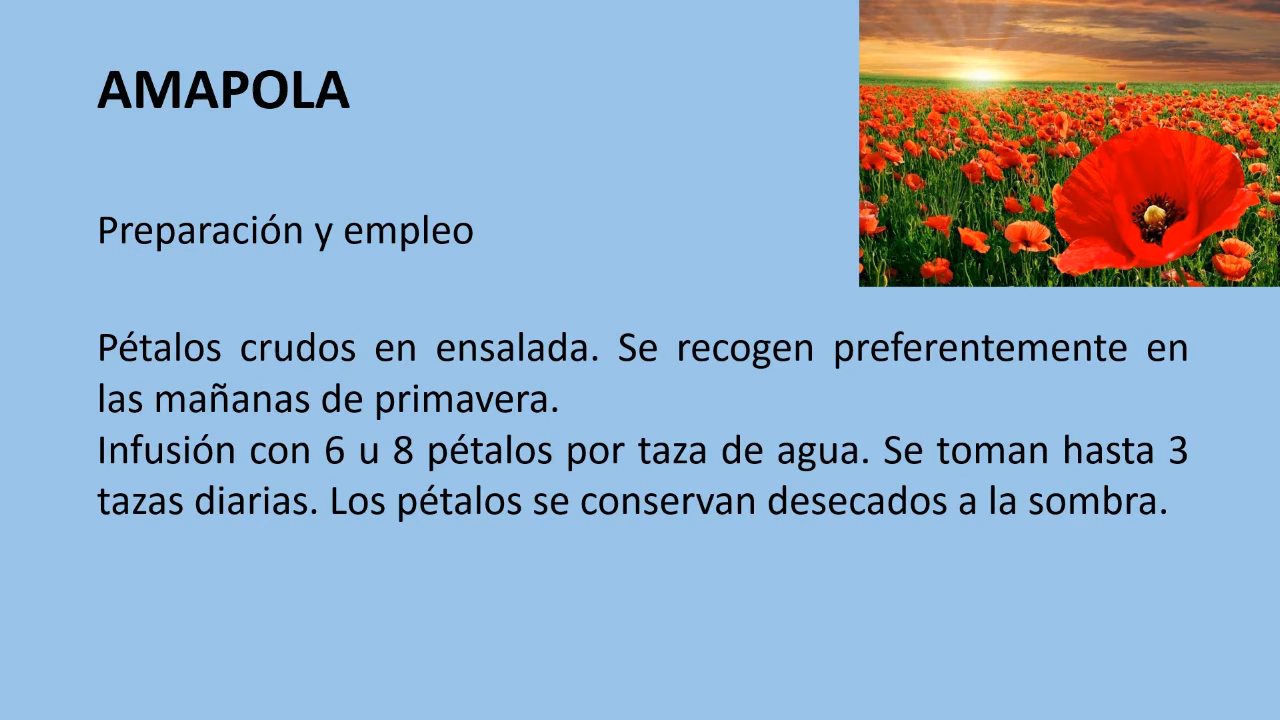 AMAPOLA
Preparación y empleo
Pétalos crudos en ensalada. Se recogen preferentemente en
las mañanas de primavera.
Infusión con 6 u 8 pétalos por taza de agua. Se toman hasta 3
tazas diarias. Los pétalos se conservan desecados a la sombra.